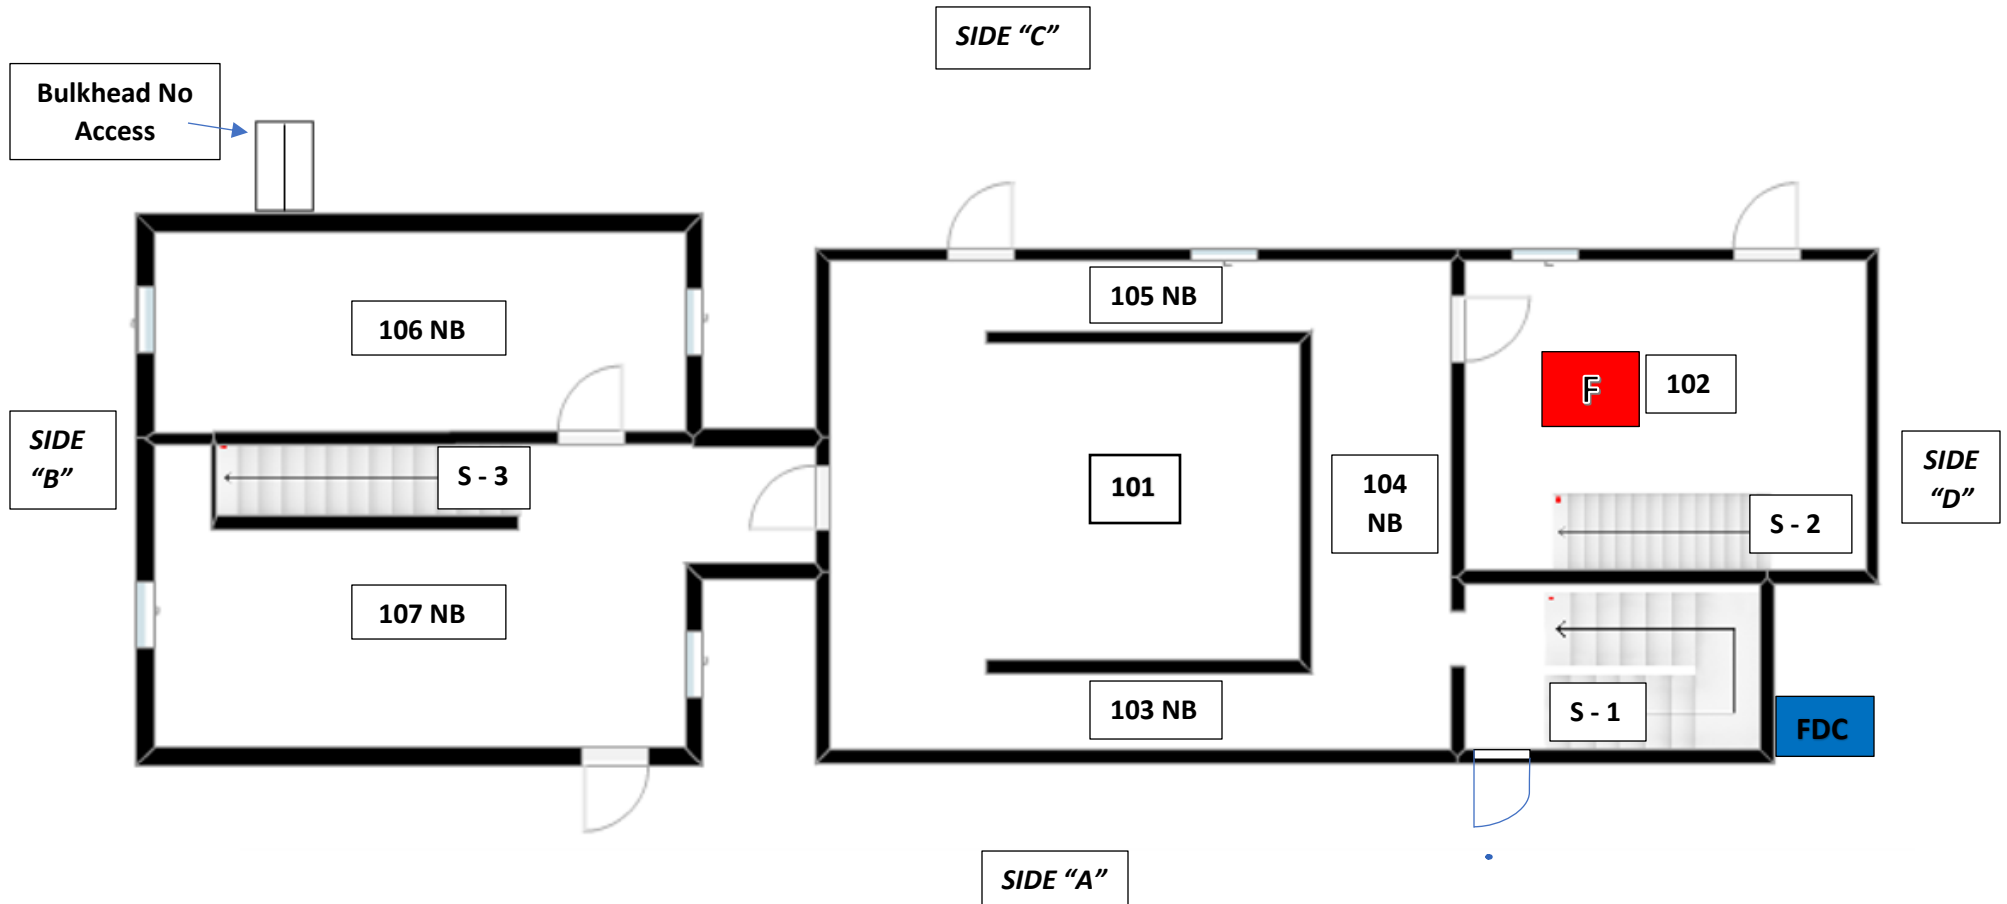 SIDE “C”
Bulkhead No
Access
105 NB
106 NB
F
102
SIDE
“B”
S - 3
101
104
NB
SIDE
“D”
S - 2
107 NB
103 NB
S - 1
FDC
SIDE “A”